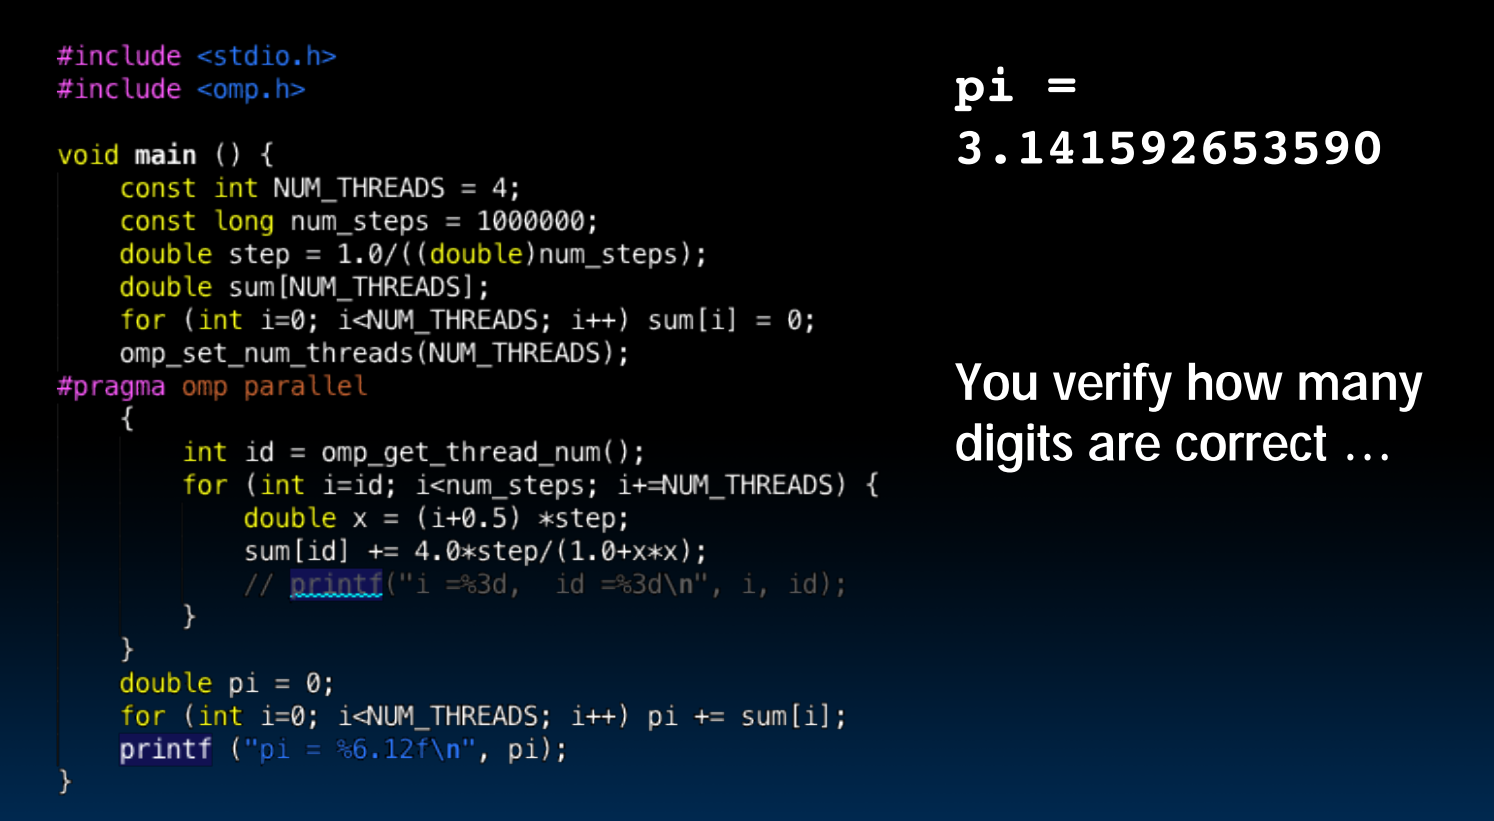 #include <stdio.h>
#include <omp.h>
void main () {
const int NUM_THREADS = 4;
const long num_steps = 1000000;
double step = 1.0/((double)num_steps);
double sum[NUM_THREADS];
for (int i=0; i<NUM_THREADS; i++) sum[i] = 0;
omp_set_num_threads(NUM_THREADS);
#pragma omp parallel
{
int id = omp_get_thread_num();
for (int i=id; i<num_steps; i+=NUM_THREADS) {
double x = (i+0.5) *step;
sum[id] += 4.0*step/(1.0+x*x);
// printf("i =%3d,  id =%3d\n", i, id);
}
}
double pi = 0;
for (int i=0; i<NUM_THREADS; i++) pi += sum[i];
printf ("pi = %6.12f\n", pi);
}
pi =
3.141592653590
You verify how many
digits are correct …